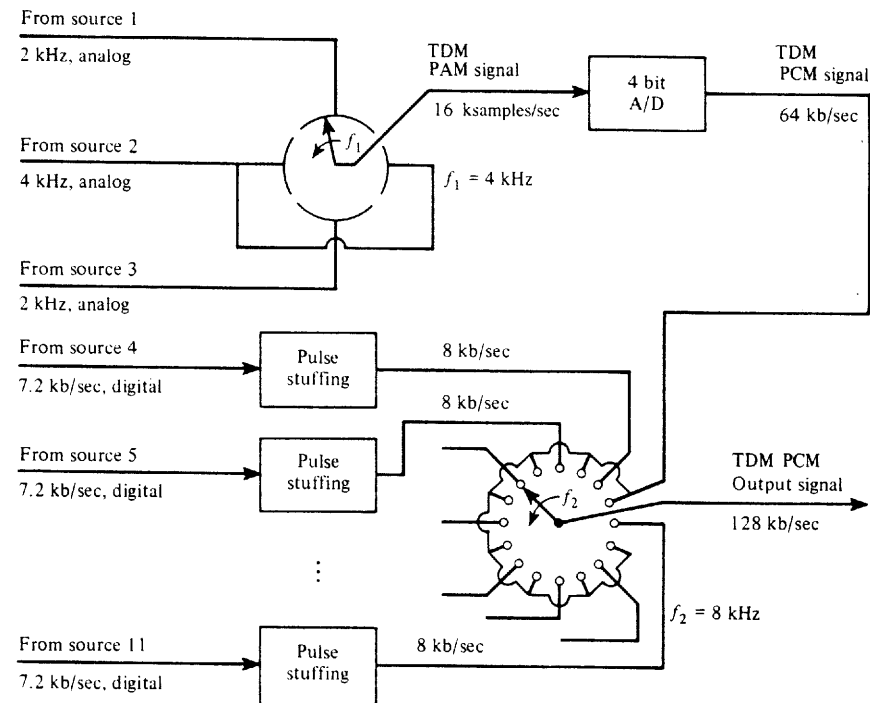 From source 1
2 kHz, analog
TDM
PAM signal
16 ksamples/sec
4 bit
A/D
TDM
PCM signal
64 kb/sec
f₁
From source 2
4 kHz, analog
f₁ = 4 kHz
From source 3
2 kHz, analog
From source 4
7.2 kb/sec, digital
Pulse
stuffing
8 kb/sec
8 kb/sec
From source 5
7.2 kb/sec, digital
Pulse
stuffing
f₂
TDM PCM
Output signal
128 kb/sec
f₂ = 8 kHz
From source 11
7.2 kb/sec, digital
Pulse
stuffing
8 kb/sec